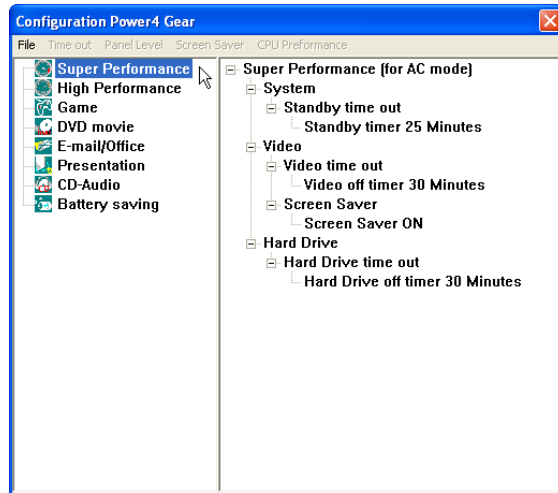 Configuration Power4 Gear
File Time out Panel Level Screen Saver CPU Preformance
Super Performance
High Performance
Game
DVD movie
E-mail/Office
Presentation
CD-Audio
Battery saving
Super Performance (for AC mode)
System
Standby time out
Standby timer 25 Minutes
Video
Video time out
Video off timer 30 Minutes
Screen Saver
Screen Saver ON
Hard Drive
Hard Drive time out
Hard Drive off timer 30 Minutes